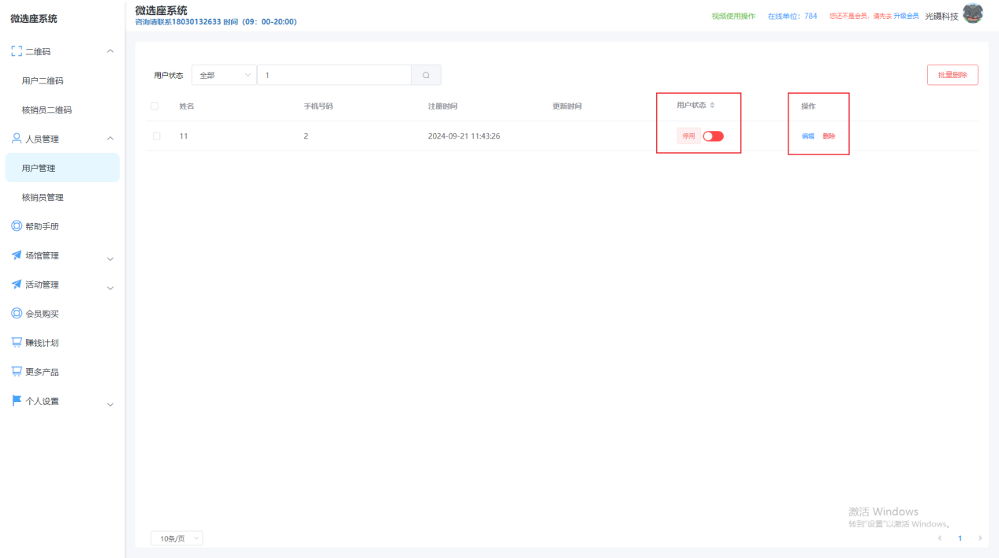 微选座系统
微选座系统
咨询请联系18030132633 时间（09：00-20:00）
视频使用操作 在线单位：784 您还不是会员，请先去 升级会员 光镊科技
二维码
用户二维码
核销员二维码
人员管理
用户管理
核销员管理
帮助手册
场馆管理
活动管理
会员购买
赚钱计划
更多产品
个人设置
用户状态 全部 1 批量删除
姓名 手机号码 注册时间 更新时间 用户状态 操作
11 2 2024-09-21 11:43:26 停用 编辑 删除
激活 Windows
转到"设置"以激活 Windows。
10条/页 1